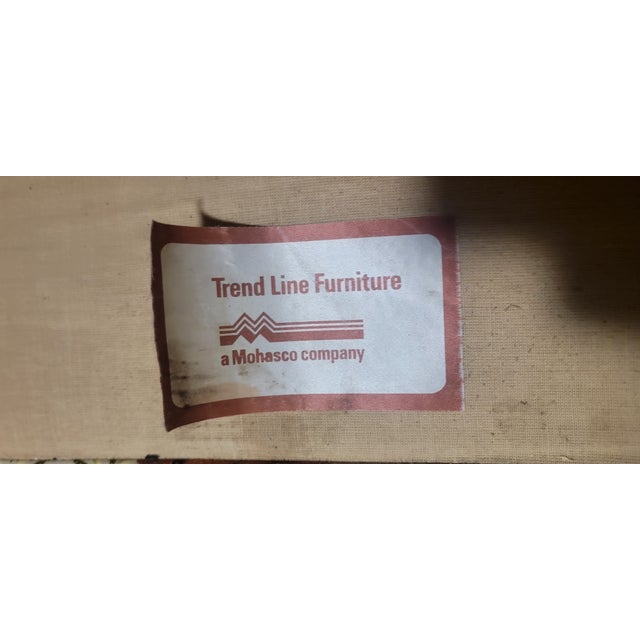 Trend Line Furniture
a Mohasco company